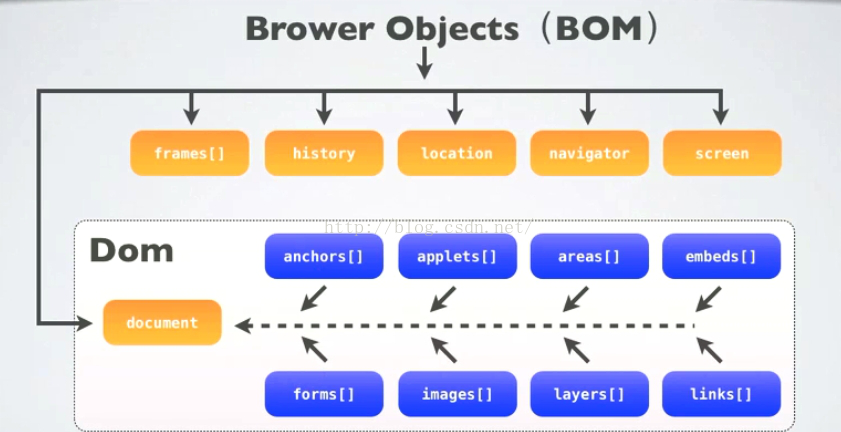 Brower Objects（BOM）
frames[] history location navigator screen
http://blog.csdn.net/
Dom
anchors[] applets[] areas[] embeds[]
document
forms[] images[] layers[] links[]